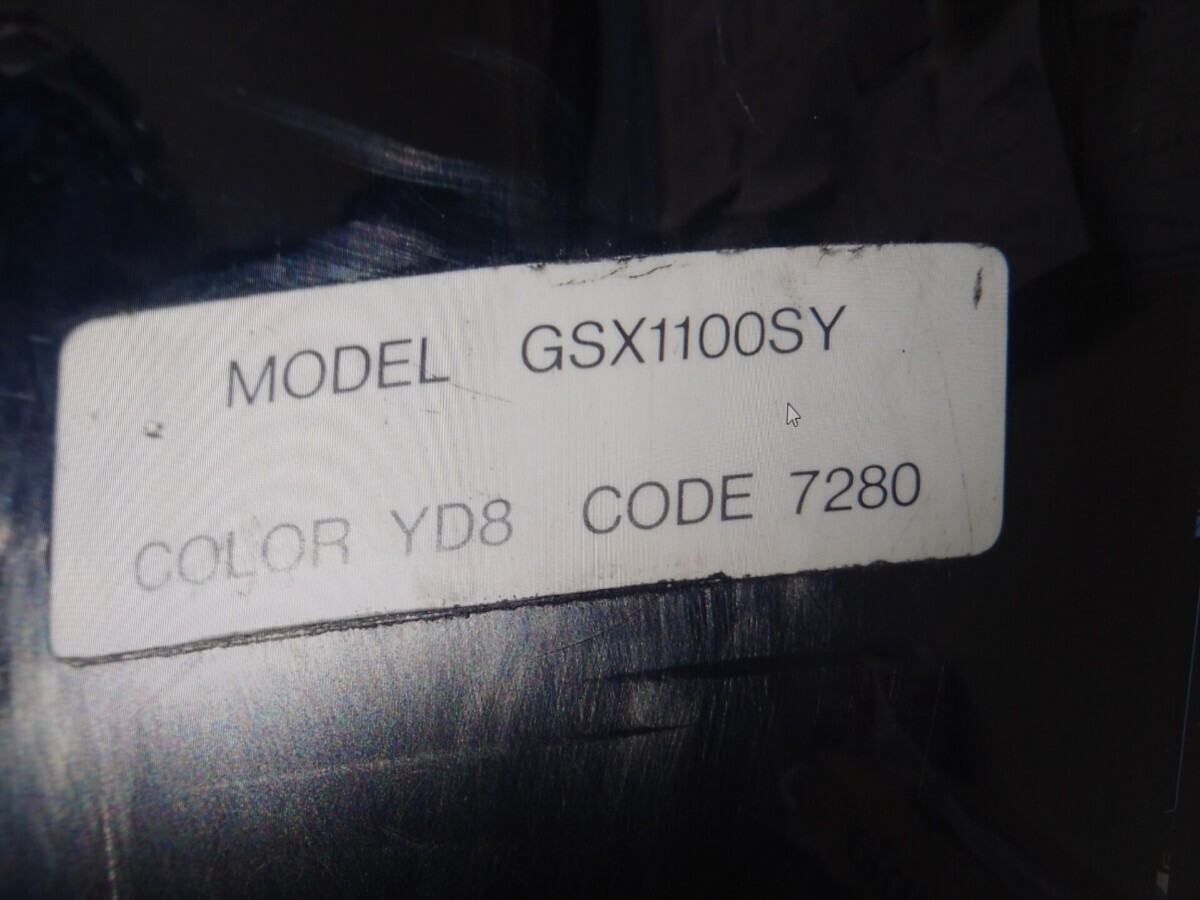 MODEL GSX1100SY
COLOR YD8 CODE 7280